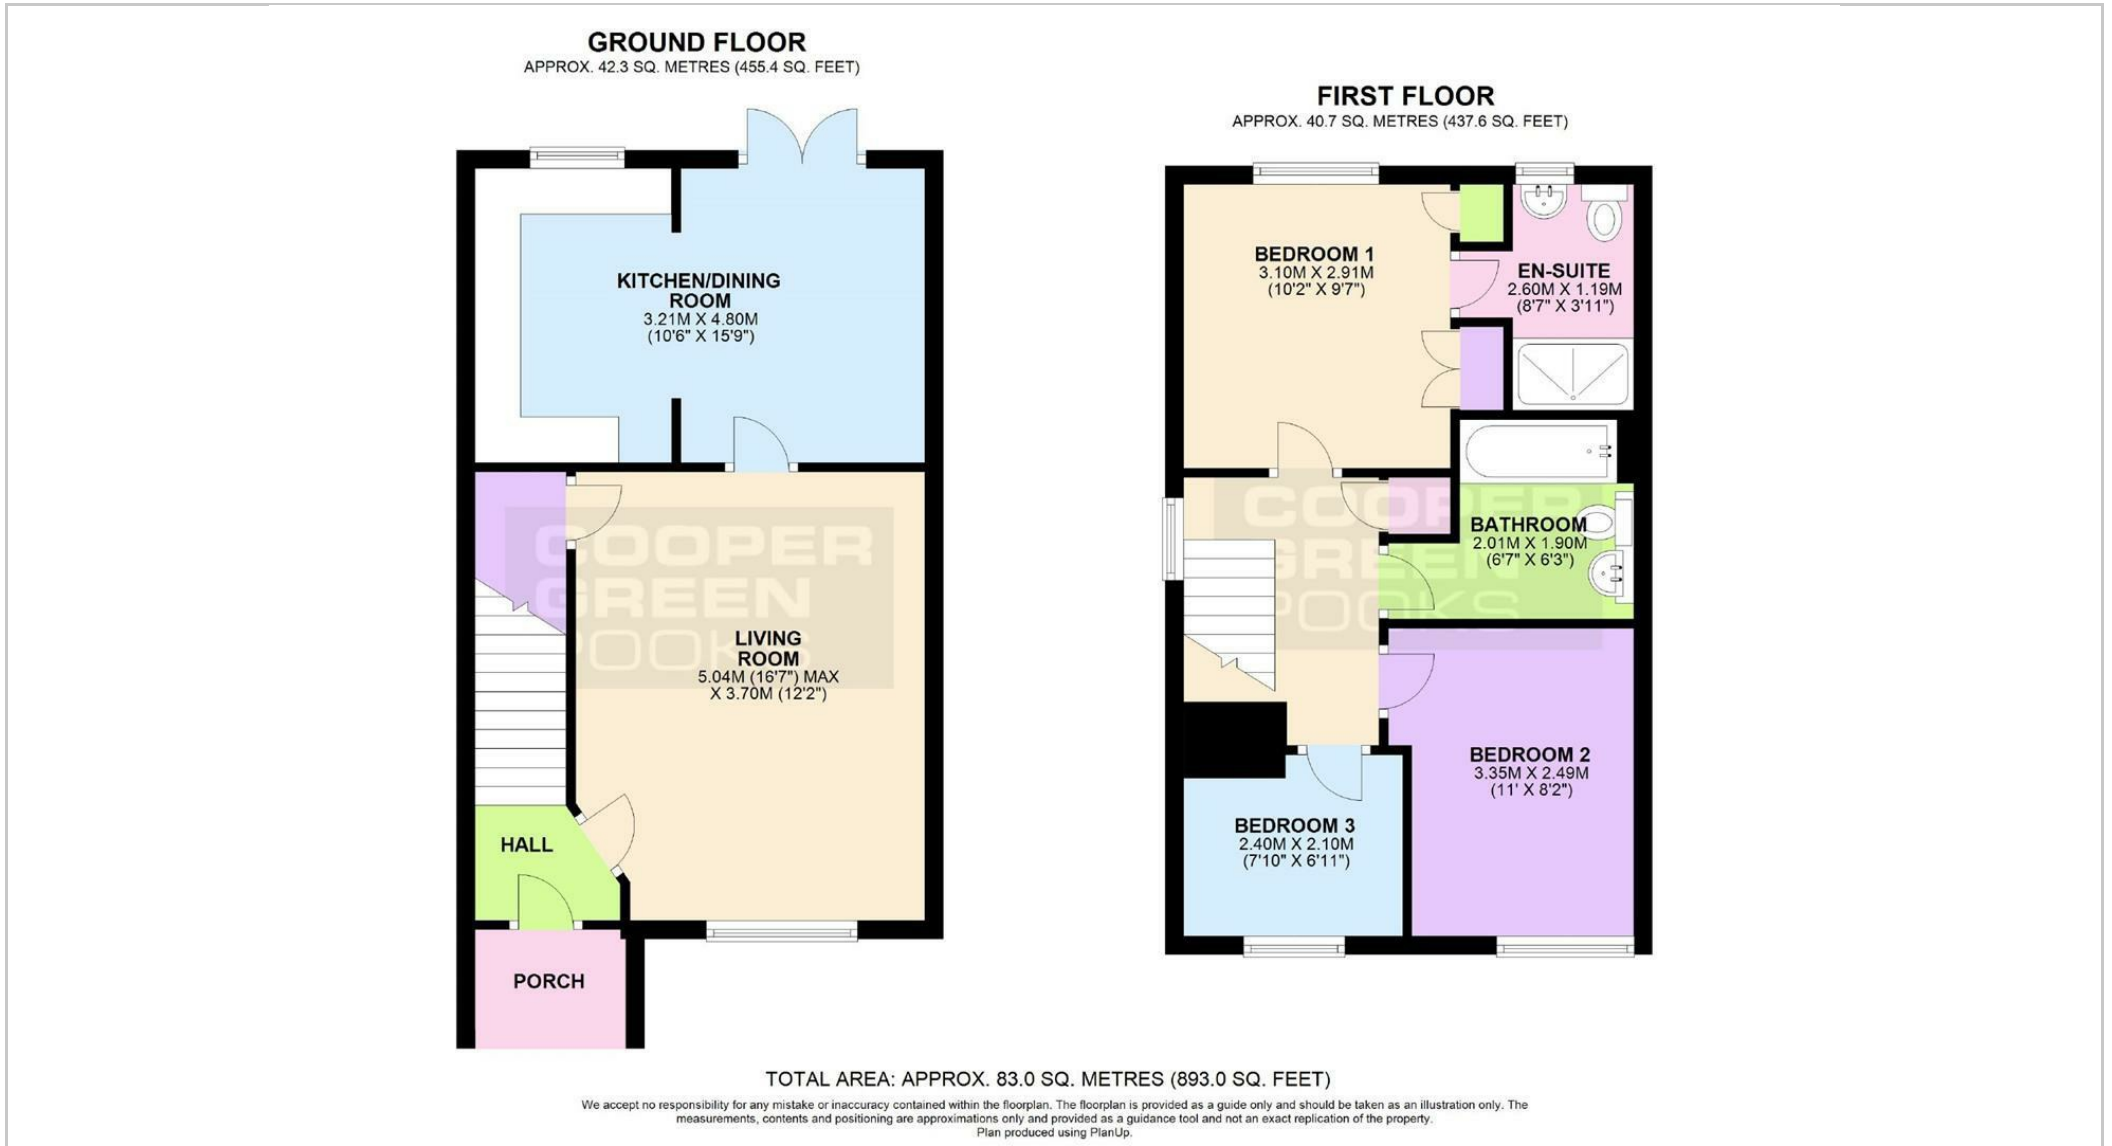 GROUND FLOOR
APPROX. 42.3 SQ. METRES (455.4 SQ. FEET)
KITCHEN/DINING
ROOM
3.21M X 4.80M
(10'6" X 15'9")
COOPER
GREEN
POOKS
LIVING
ROOM
5.04M (16'7") MAX
X 3.70M (12'2")
HALL
PORCH
FIRST FLOOR
APPROX. 40.7 SQ. METRES (437.6 SQ. FEET)
BEDROOM 1
3.10M X 2.91M
(10'2" X 9'7")
EN-SUITE
2.60M X 1.19M
(8'7" X 3'11")
COOPER
GREEN
POOKS
BATHROOM
2.01M X 1.90M
(6'7" X 6'3")
BEDROOM 2
3.35M X 2.49M
(11' X 8'2")
BEDROOM 3
2.40M X 2.10M
(7'10" X 6'11")
TOTAL AREA: APPROX. 83.0 SQ. METRES (893.0 SQ. FEET)
We accept no responsibility for any mistake or inaccuracy contained within the floorplan. The floorplan is provided as a guide only and should be taken as an illustration only. The
measurements, contents and positioning are approximations only and provided as a guidance tool and not an exact replication of the property.
Plan produced using PlanUp.